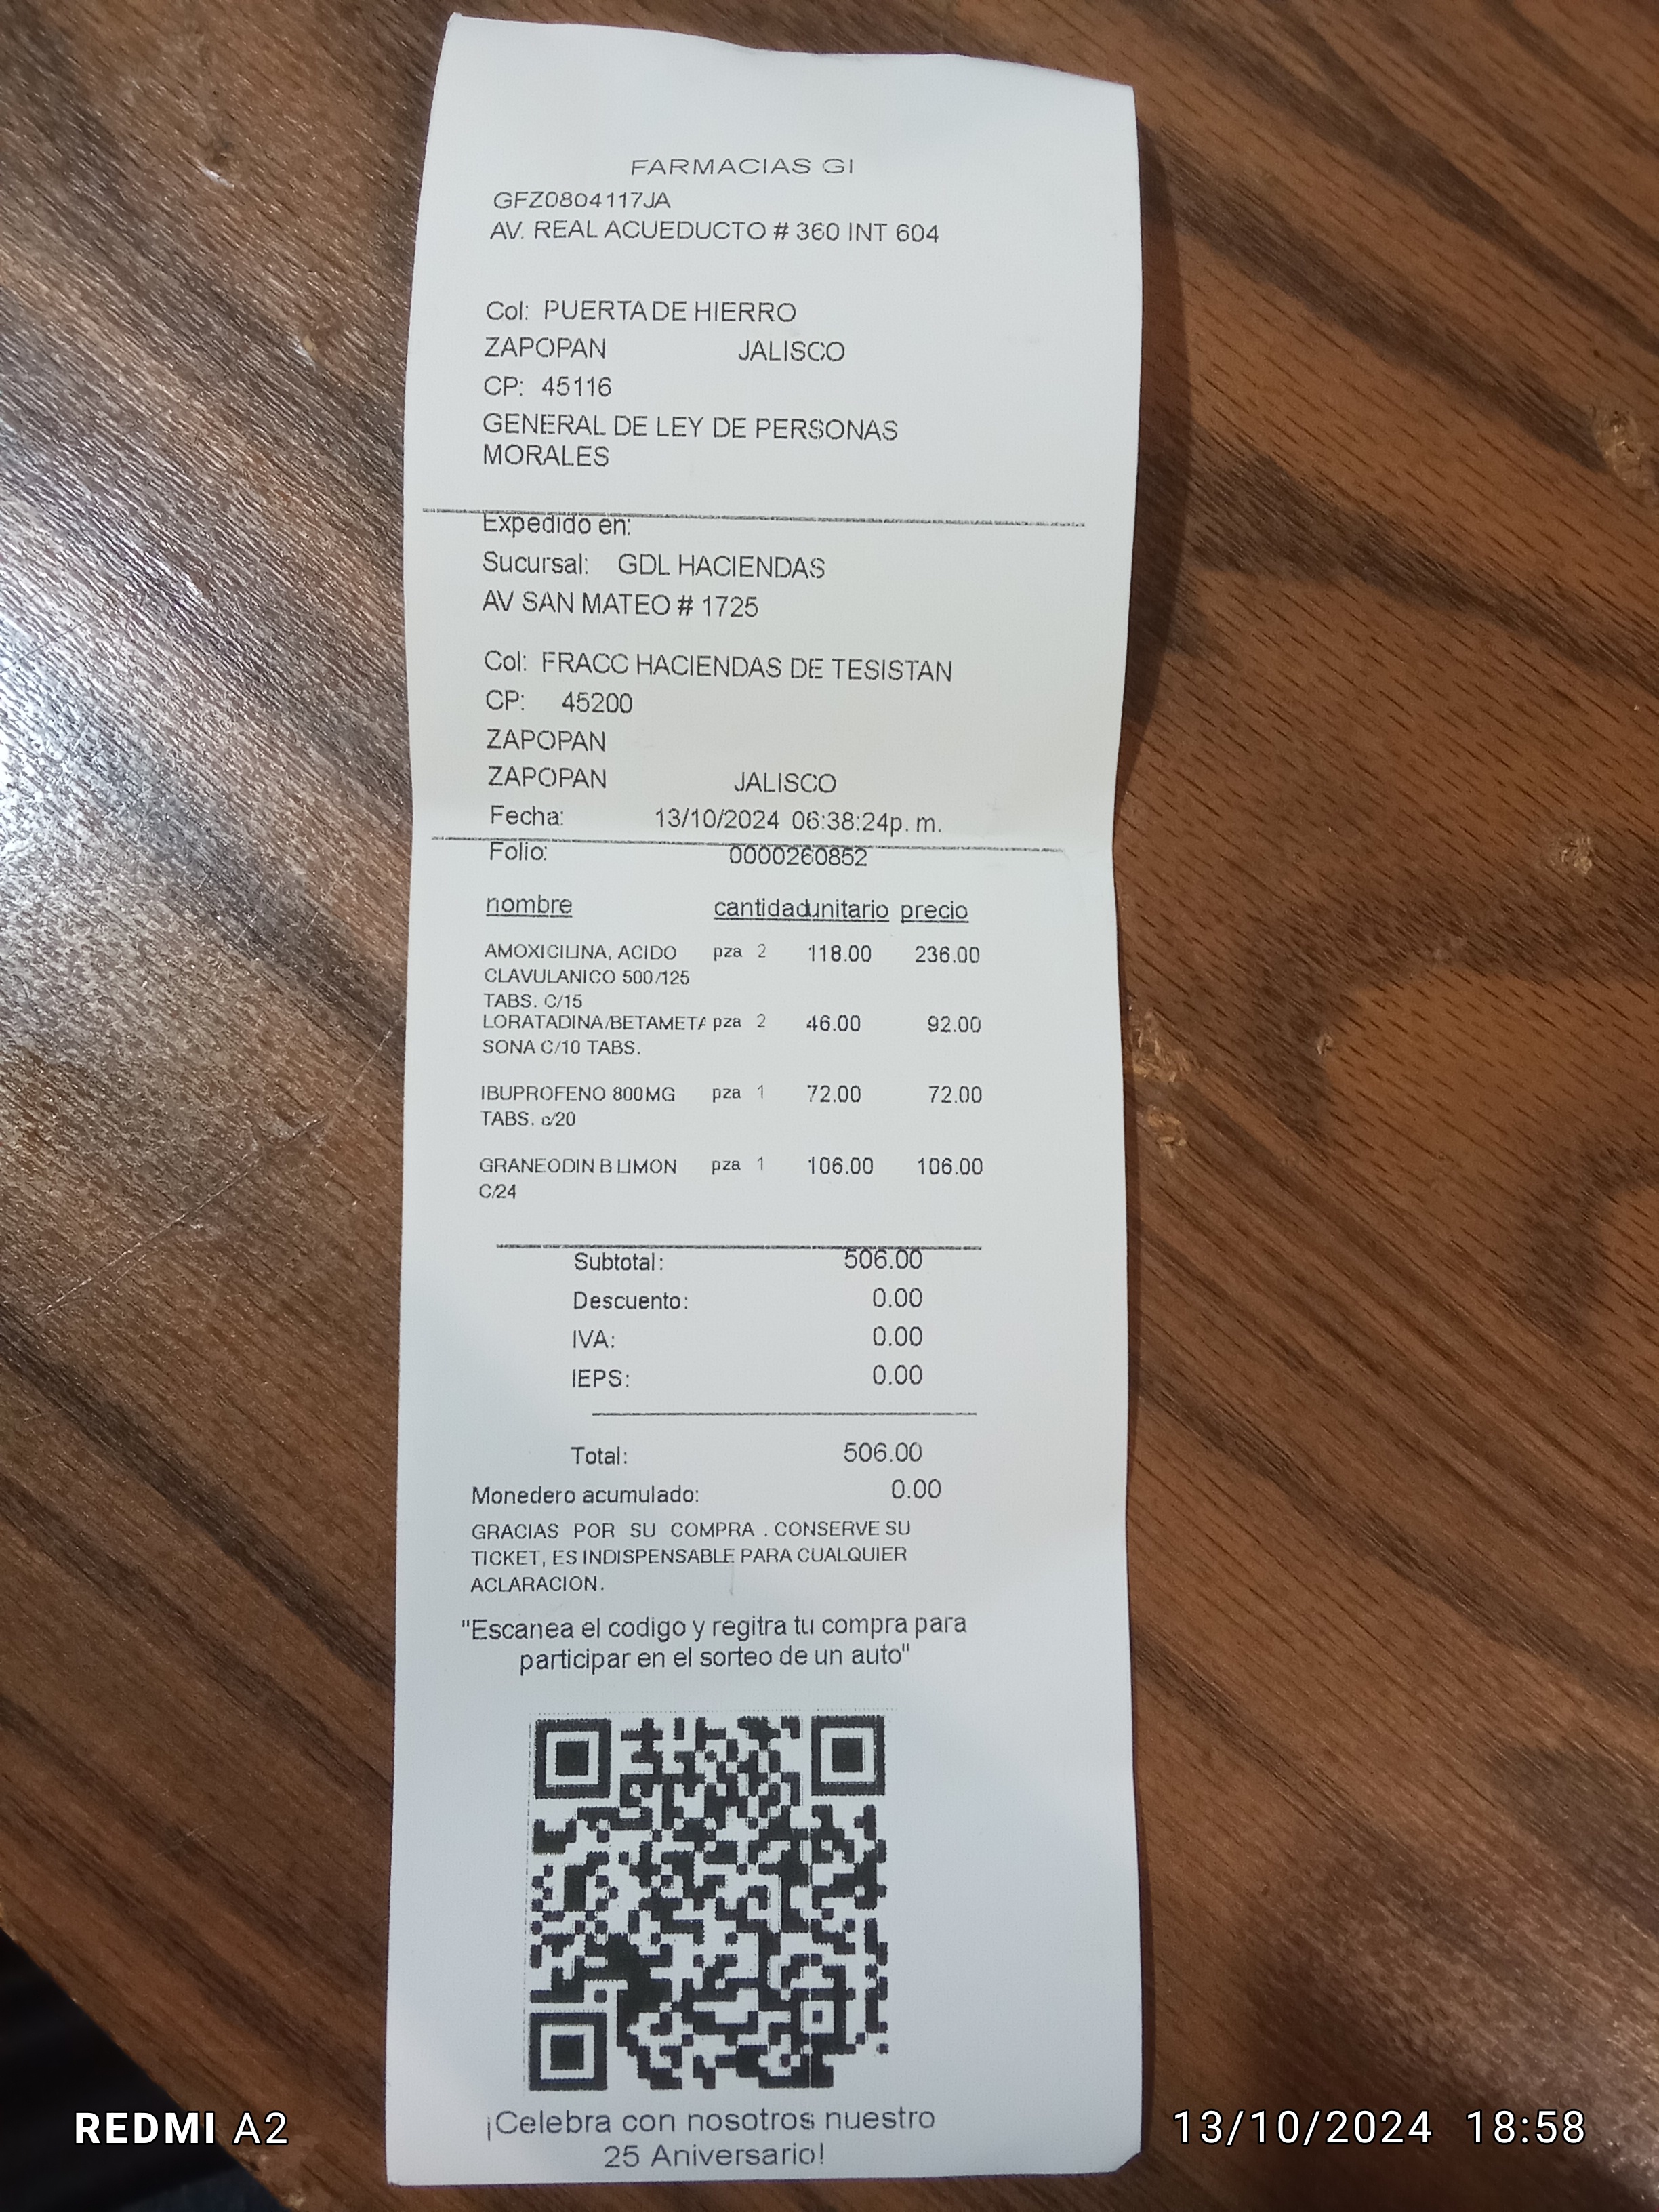 FARMACIAS GI
GFZ0804117JA
AV. REAL ACUEDUCTO # 360 INT 604
Col: PUERTA DE HIERRO
ZAPOPAN JALISCO
CP: 45116
GENERAL DE LEY DE PERSONAS
MORALES
Expedido en:
Sucursal: GDL HACIENDAS
AV SAN MATEO # 1725
Col: FRACC HACIENDAS DE TESISTAN
CP: 45200
ZAPOPAN
ZAPOPAN JALISCO
Fecha: 13/10/2024 06:38:24p. m.
Folio: 0000260852
nombre cantidad unitario precio
AMOXICILINA, ACIDO pza 2 118.00 236.00
CLAVULANICO 500/125
TABS. C/15
LORATADINA/BETAMETA pza 2 46.00 92.00
SONA C/10 TABS.
IBUPROFENO 800MG pza 1 72.00 72.00
TABS. c/20
GRANEODIN B LIMON pza 1 106.00 106.00
C/24
Subtotal: 506.00
Descuento: 0.00
IVA: 0.00
IEPS: 0.00
Total: 506.00
Monedero acumulado: 0.00
GRACIAS POR SU COMPRA . CONSERVE SU
TICKET, ES INDISPENSABLE PARA CUALQUIER
ACLARACION.
"Escanea el codigo y regitra tu compra para
participar en el sorteo de un auto"
¡Celebra con nosotros nuestro
25 Aniversario!
REDMI A2
13/10/2024 18:58